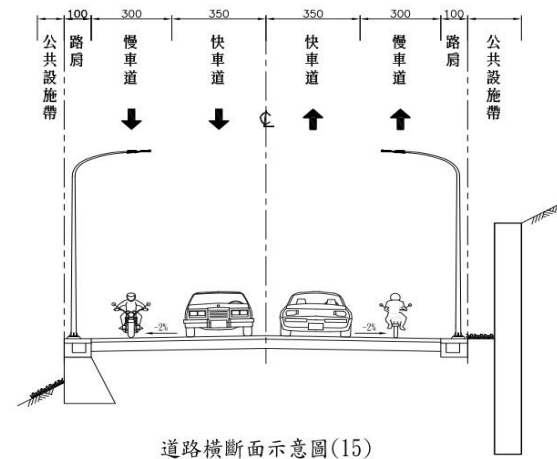 100 300 350 350 300 100
公共設施帶 路肩 慢車道 快車道 快車道 慢車道 路肩 公共設施帶
℄
-2% -2%
道路橫斷面示意圖(15)